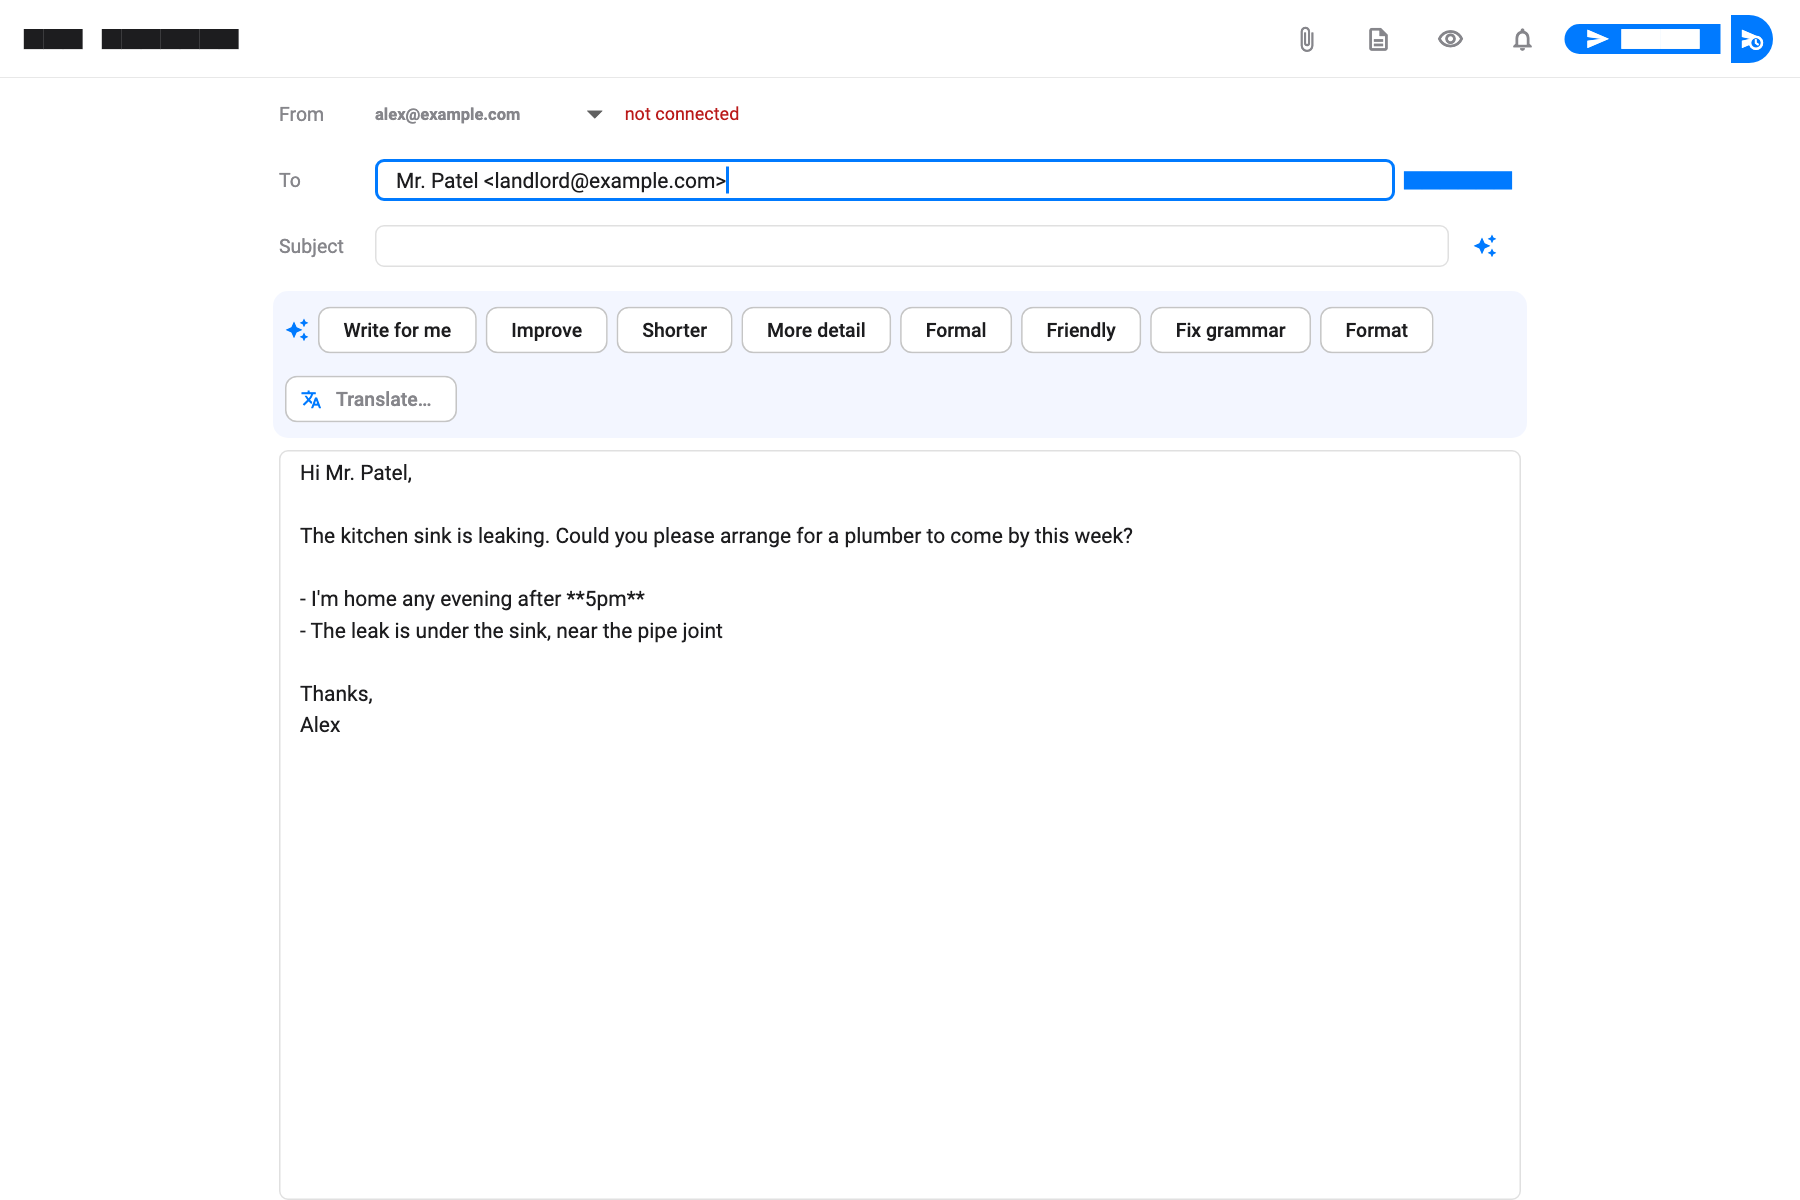 From alex@example.com not connected
To Mr. Patel <landlord@example.com>
Subject
Write for me Improve Shorter More detail Formal Friendly Fix grammar Format
Translate...
Hi Mr. Patel,
The kitchen sink is leaking. Could you please arrange for a plumber to come by this week?
- I'm home any evening after **5pm**
- The leak is under the sink, near the pipe joint
Thanks,
Alex